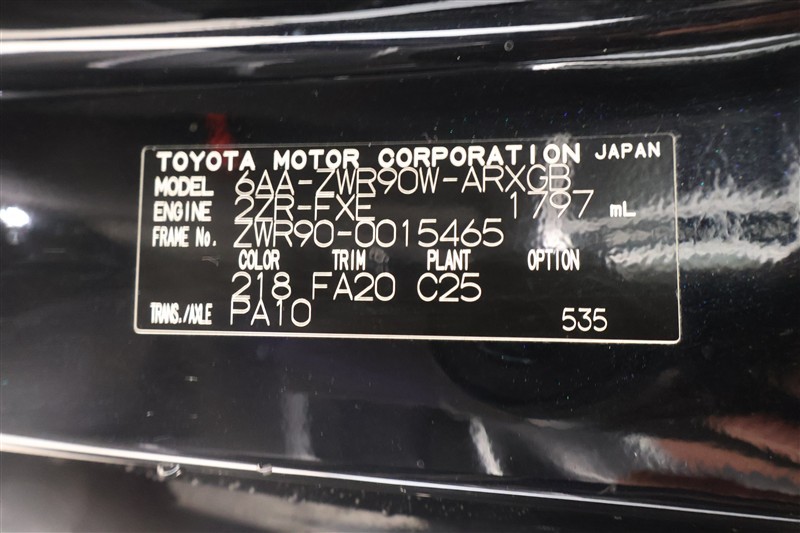 TOYOTA MOTOR CORPORATION JAPAN
MODEL 6AA-ZWR90W-ARXGB
ENGINE 2ZR-FXE 1797 mL
FRAME No. ZWR90-0015465
COLOR TRIM PLANT OPTION
218 FA20 C25
TRANS./AXLE PA10 535